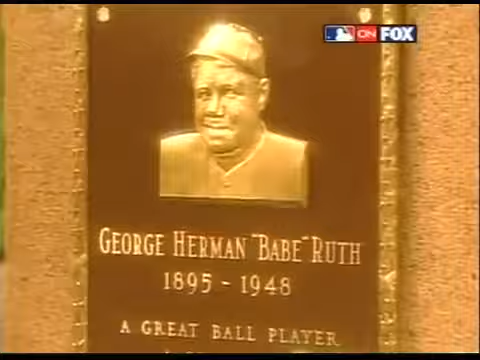 MLB ON FOX
GEORGE HERMAN "BABE" RUTH
1895 - 1948
A GREAT BALL PLAYER